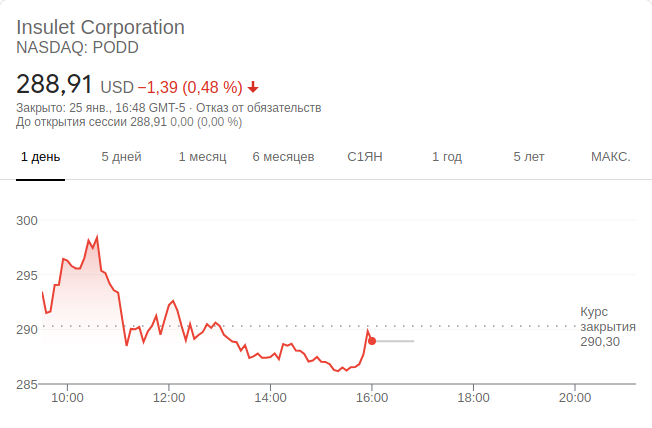 Insulet Corporation
NASDAQ: PODD
288,91 USD −1,39 (0,48 %)
Закрыто: 25 янв., 16:48 GMT-5 · Отказ от обязательств
До открытия сессии 288,91 0,00 (0,00 %)
1 день 5 дней 1 месяц 6 месяцев С1ЯН 1 год 5 лет МАКС.
300
295
Курс
закрытия
290
290,30
285
10:00 12:00 14:00 16:00 18:00 20:00